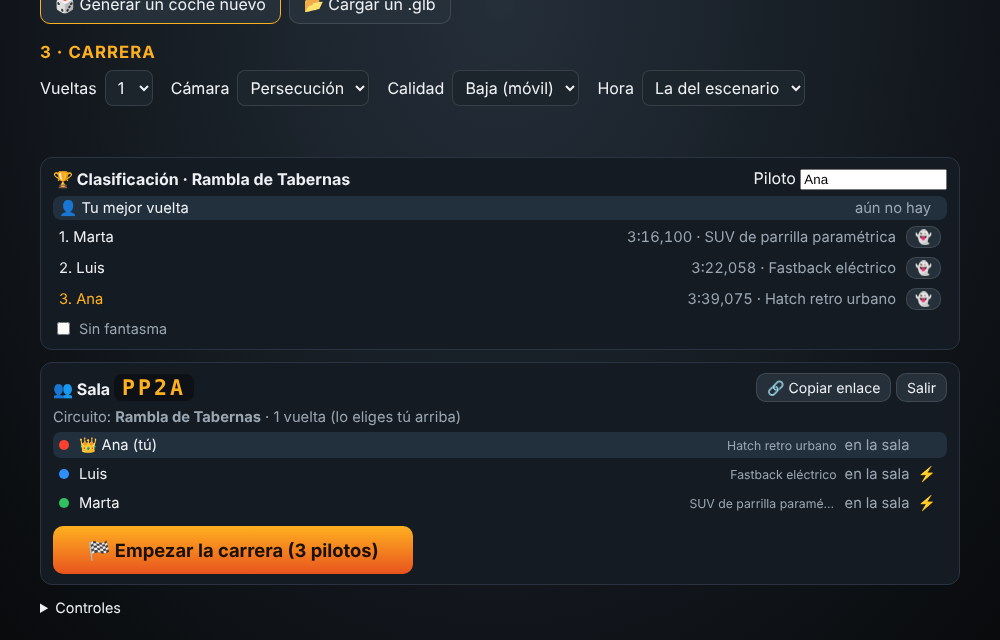 🎲 Generar un coche nuevo 📂 Cargar un .glb
3 · CARRERA
Vueltas 1 Cámara Persecución Calidad Baja (móvil) Hora La del escenario
🏆 Clasificación · Rambla de Tabernas Piloto Ana
👤 Tu mejor vuelta aún no hay
1. Marta 3:16,100 · SUV de parrilla paramétrica 👻
2. Luis 3:22,058 · Fastback eléctrico 👻
3. Ana 3:39,075 · Hatch retro urbano 👻
Sin fantasma
👥 Sala PP2A 🔗 Copiar enlace Salir
Circuito: Rambla de Tabernas · 1 vuelta (lo eliges tú arriba)
👑 Ana (tú) Hatch retro urbano en la sala
Luis Fastback eléctrico en la sala ⚡
Marta SUV de parrilla paramé... en la sala ⚡
🏁 Empezar la carrera (3 pilotos)
▶ Controles